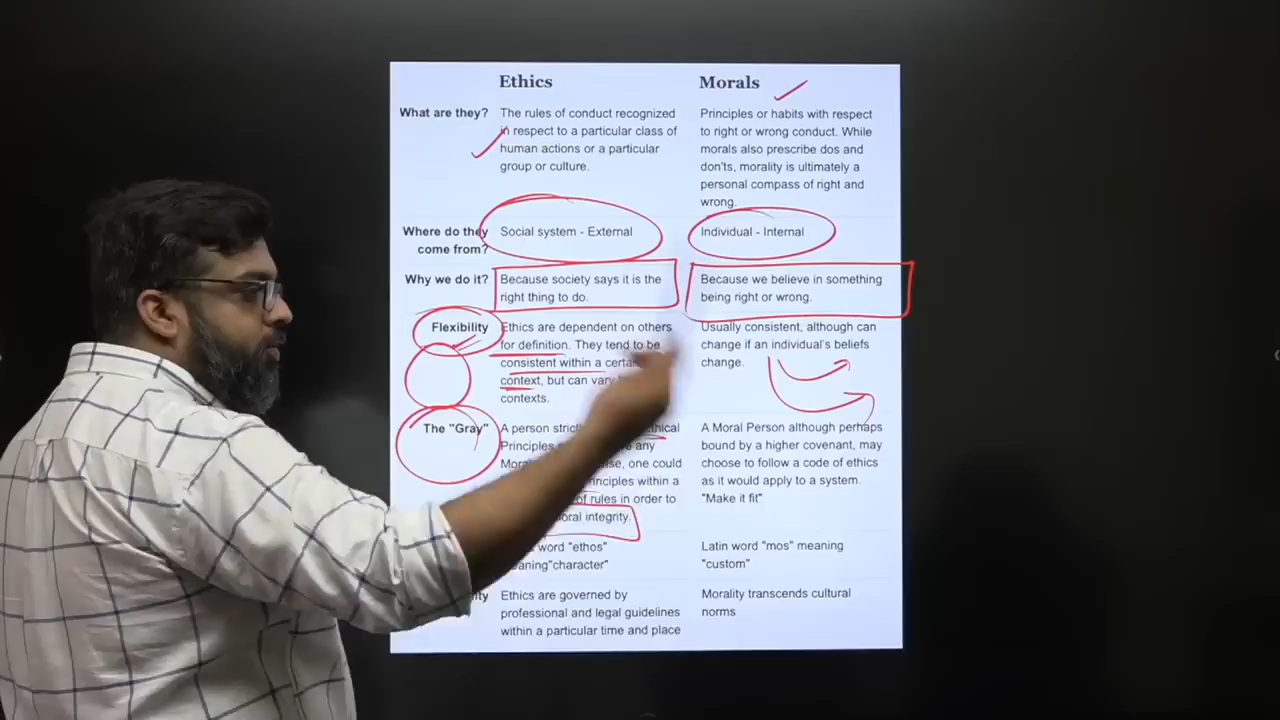 Ethics Morals
What are they?
The rules of conduct recognized
in respect to a particular class of
human actions or a particular
group or culture.
Principles or habits with respect
to right or wrong conduct. While
morals also prescribe dos and
don'ts, morality is ultimately a
personal compass of right and
wrong.
Where do they
come from?
Social system - External
Individual - Internal
Why we do it?
Because society says it is the
right thing to do.
Because we believe in something
being right or wrong.
Flexibility
Ethics are dependent on others
for definition. They tend to be
consistent within a
context, but can vary
contexts.
Usually consistent, although can
change if an individual's beliefs
change.
The "Gray"
A person
Principles any
one could
within a
of rules in order to
integrity.
A Moral Person although perhaps
bound by a higher covenant, may
choose to follow a code of ethics
as it would apply to a system.
"Make it fit"
word "ethos"
"character"
Latin word "mos" meaning
"custom"
Ethics are governed by
professional and legal guidelines
within a particular time and place
Morality transcends cultural
norms